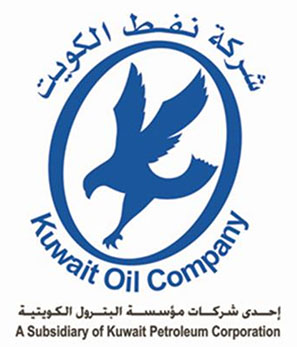 شركة نفط الكويت
Kuwait Oil Company
إحدى شركات مؤسسة البترول الكويتية
A Subsidiary of Kuwait Petroleum Corporation